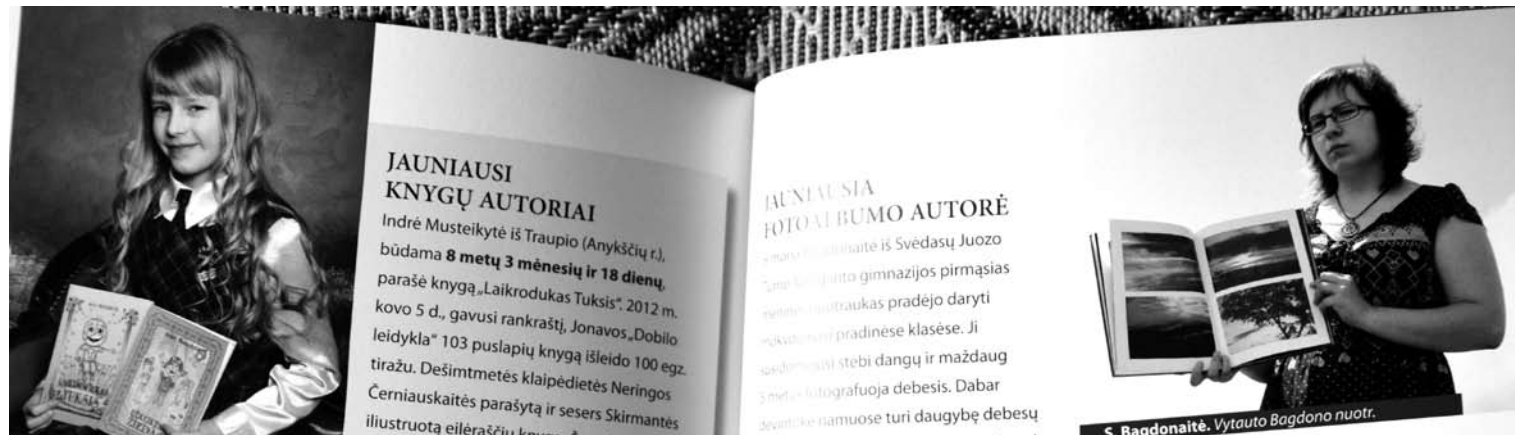 JAUNIAUSI
KNYGŲ AUTORIAI
Indrė Musteikytė iš Traupio (Anykščių r.),
būdama 8 metų 3 mėnesių ir 18 dienų,
parašė knygą „Laikrodukas Tuksis“. 2012 m.
kovo 5 d., gavusi rankraštį, Jonavos „Dobilo
leidykla“ 103 puslapių knygą išleido 100 egz.
tiražu. Dešimtmetės klaipėdietės Neringos
Černiauskaitės parašytą ir sesers Skirmantės
iliustruotą eilėraščių
JAUNIAUSIA
FOTOALBUMO AUTORĖ
iš Svėdasų Juozo
gimnazijos pirmąsias
nuotraukas pradėjo daryti
pradinėse klasėse. Ji
stebi dangų ir maždaug
fotografuoja debesis. Dabar
namuose turi daugybę debesų
S. Bagdonaitė. Vytauto Bagdono nuotr.